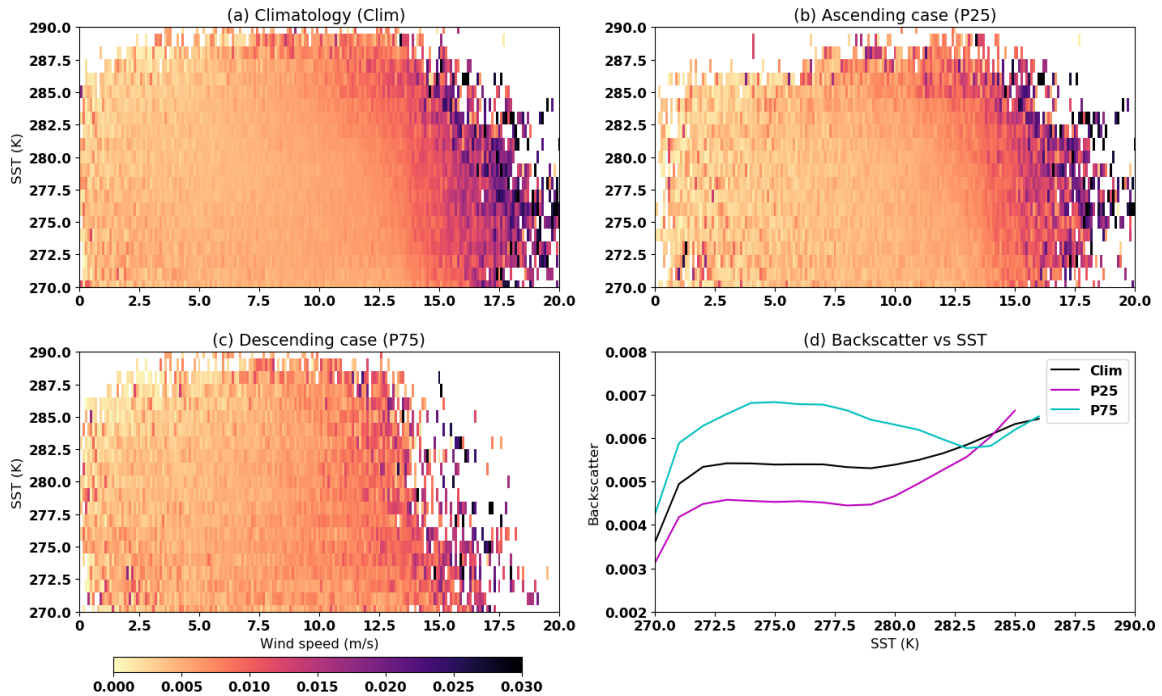 (a) Climatology (Clim)
290.0
287.5
285.0
282.5
280.0
277.5
275.0
272.5
270.0
SST (K)
0 2.5 5.0 7.5 10.0 12.5 15.0 17.5 20.0
(b) Ascending case (P25)
290.0
287.5
285.0
282.5
280.0
277.5
275.0
272.5
270.0
0 2.5 5.0 7.5 10.0 12.5 15.0 17.5 20.0
(c) Descending case (P75)
290.0
287.5
285.0
282.5
280.0
277.5
275.0
272.5
270.0
SST (K)
0 2.5 5.0 7.5 10.0 12.5 15.0 17.5 20.0
Wind speed (m/s)
0.000 0.005 0.010 0.015 0.020 0.025 0.030
(d) Backscatter vs SST
0.008
0.007
0.006
0.005
0.004
0.003
0.002
Backscatter
Clim
P25
P75
270.0 272.5 275.0 277.5 280.0 282.5 285.0 287.5 290.0
SST (K)